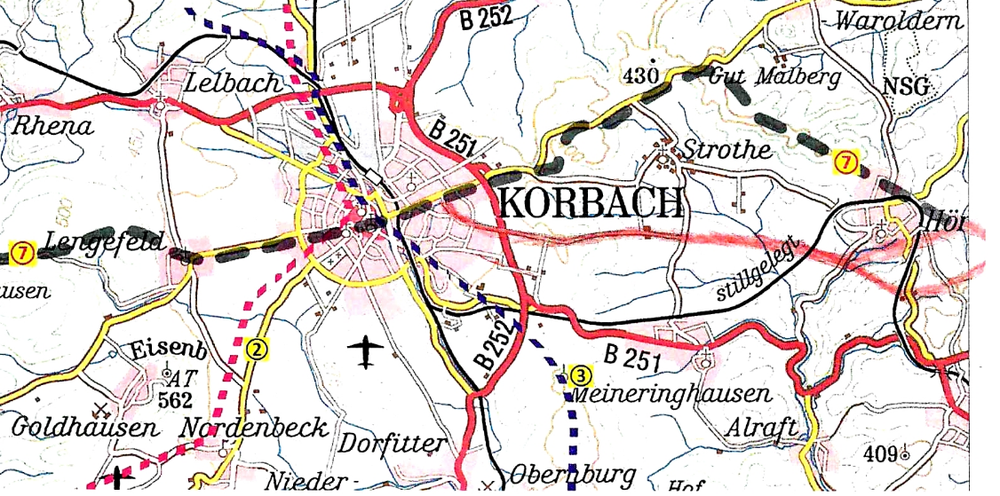 B 252
Waroldern
Lelbach
430
Gut Malberg
NSG
Rhena
B 251
Strothe
7
KORBACH
Hör
Lengefeld
7
stillgelegt
usen
Eisenb
2
B 252
B 251
3
AT
562
Meineringhausen
Goldhausen
Nordenbeck
Dorfitter
Alraft
409
Nieder-
Obernburg
Hof